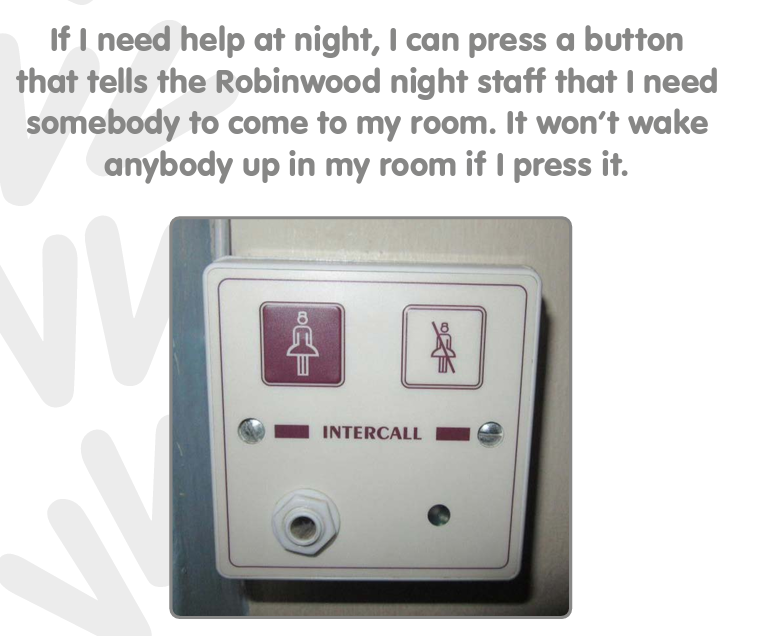 If I need help at night, I can press a button
that tells the Robinwood night staff that I need
somebody to come to my room. It won't wake
anybody up in my room if I press it.
INTERCALL